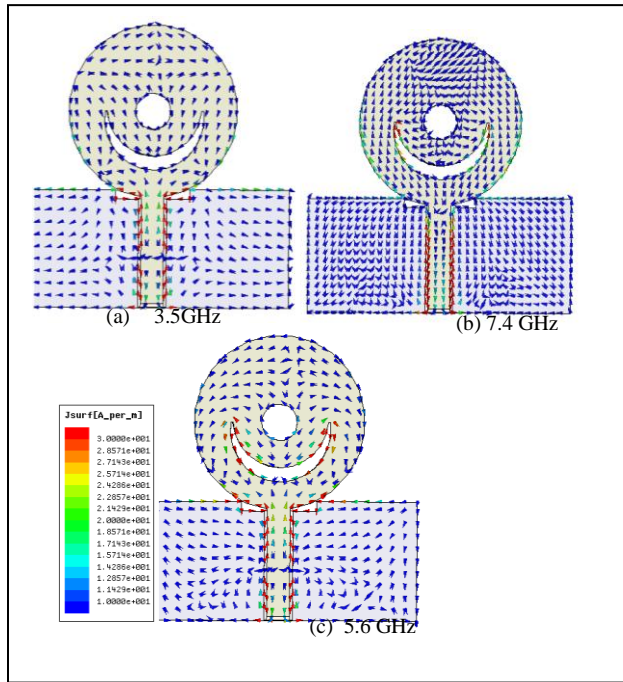 (a) 3.5GHz
(b) 7.4 GHz
Jsurf[A_per_m]
3.0000e+001
2.8571e+001
2.7143e+001
2.5714e+001
2.4286e+001
2.2857e+001
2.1429e+001
2.0000e+001
1.8571e+001
1.7143e+001
1.5714e+001
1.4286e+001
1.2857e+001
1.1429e+001
1.0000e+001
(c) 5.6 GHz